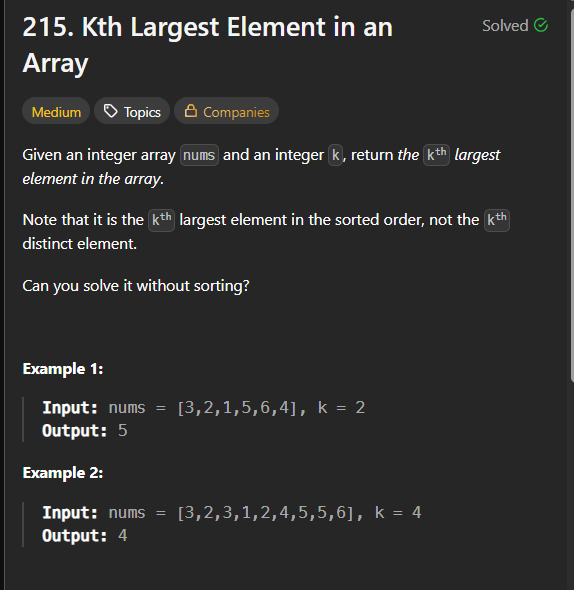 215. Kth Largest Element in an
Array
Solved
Medium Topics Companies
Given an integer array nums and an integer k, return the kth largest
element in the array.
Note that it is the kth largest element in the sorted order, not the kth
distinct element.
Can you solve it without sorting?
Example 1:
Input: nums = [3,2,1,5,6,4], k = 2
Output: 5
Example 2:
Input: nums = [3,2,3,1,2,4,5,5,6], k = 4
Output: 4